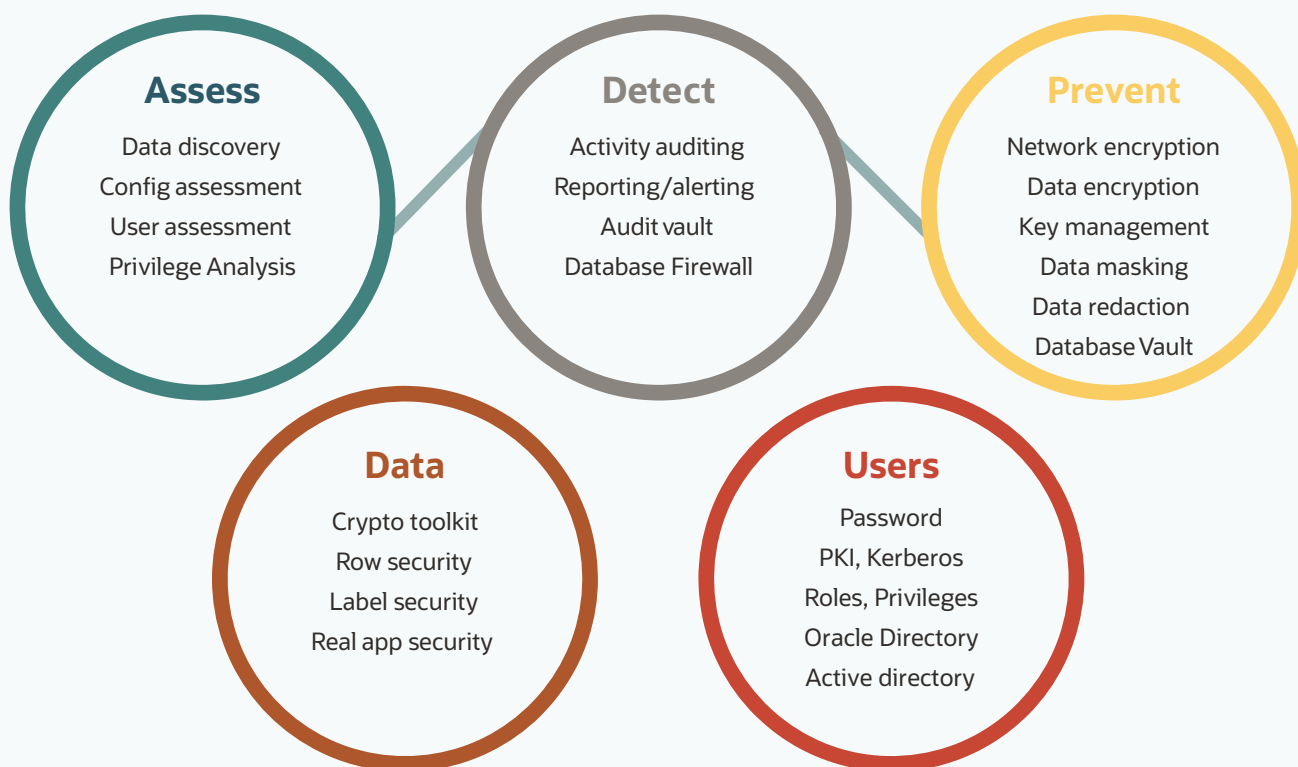 Assess
Data discovery
Config assessment
User assessment
Privilege Analysis
Detect
Activity auditing
Reporting/alerting
Audit vault
Database Firewall
Prevent
Network encryption
Data encryption
Key management
Data masking
Data redaction
Database Vault
Data
Crypto toolkit
Row security
Label security
Real app security
Users
Password
PKI, Kerberos
Roles, Privileges
Oracle Directory
Active directory